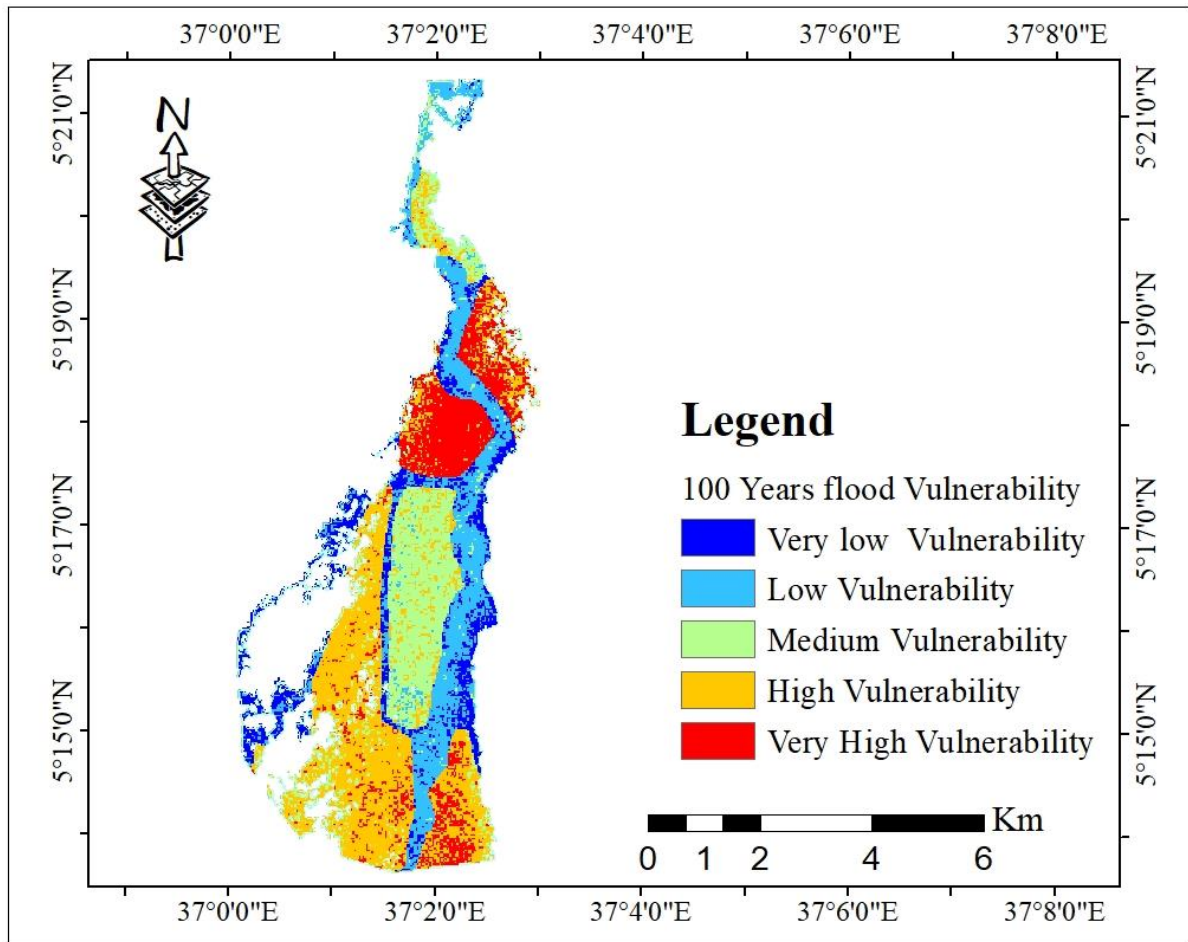 37°0'0"E 37°2'0"E 37°4'0"E 37°6'0"E 37°8'0"E
N
5°21'0"N
5°21'0"N
5°19'0"N
5°19'0"N
5°17'0"N
5°17'0"N
5°15'0"N
5°15'0"N
Legend
100 Years flood Vulnerability
Very low Vulnerability
Low Vulnerability
Medium Vulnerability
High Vulnerability
Very High Vulnerability
Km
0 1 2 4 6
37°0'0"E 37°2'0"E 37°4'0"E 37°6'0"E 37°8'0"E